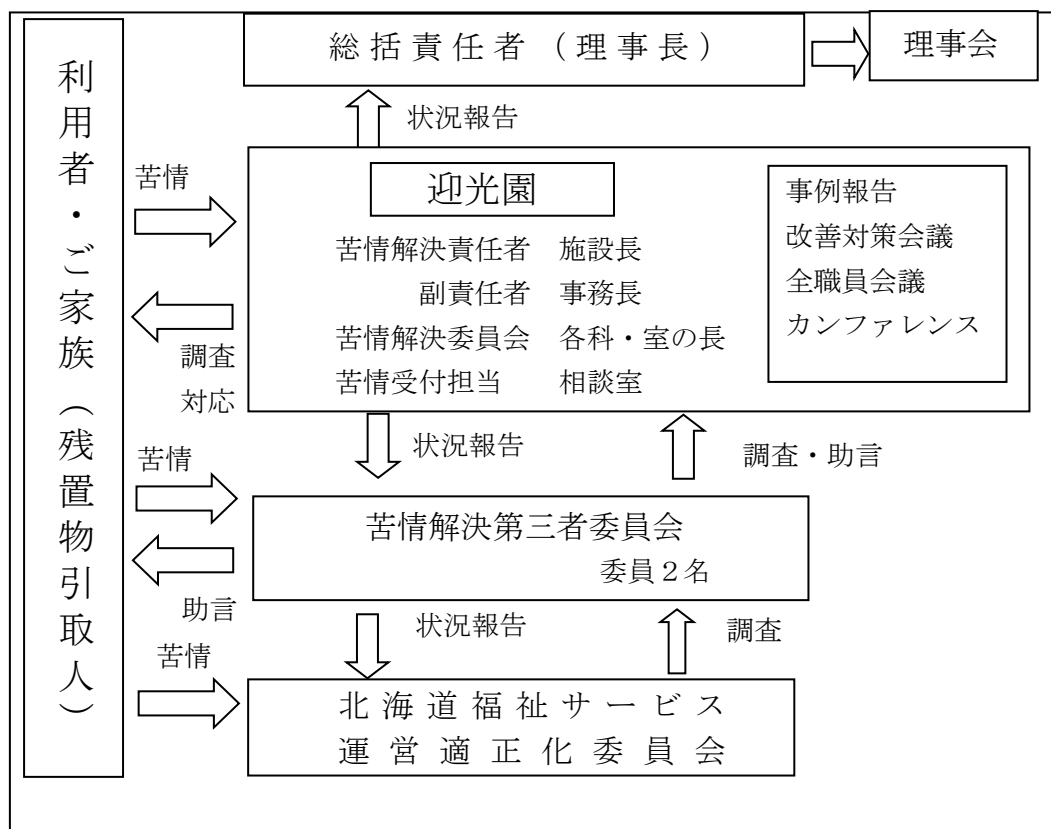 総括責任者（理事長）
理事会
利用者・ご家族（残置物引取人）
状況報告
苦情
迎光園
苦情解決責任者　施設長
副責任者　事務長
苦情解決委員会　各科・室の長
苦情受付担当　相談室
事例報告
改善対策会議
全職員会議
カンファレンス
調査
対応
状況報告
調査・助言
苦情
苦情解決第三者委員会
委員２名
助言
状況報告
調査
苦情
北海道福祉サービス
運営適正化委員会